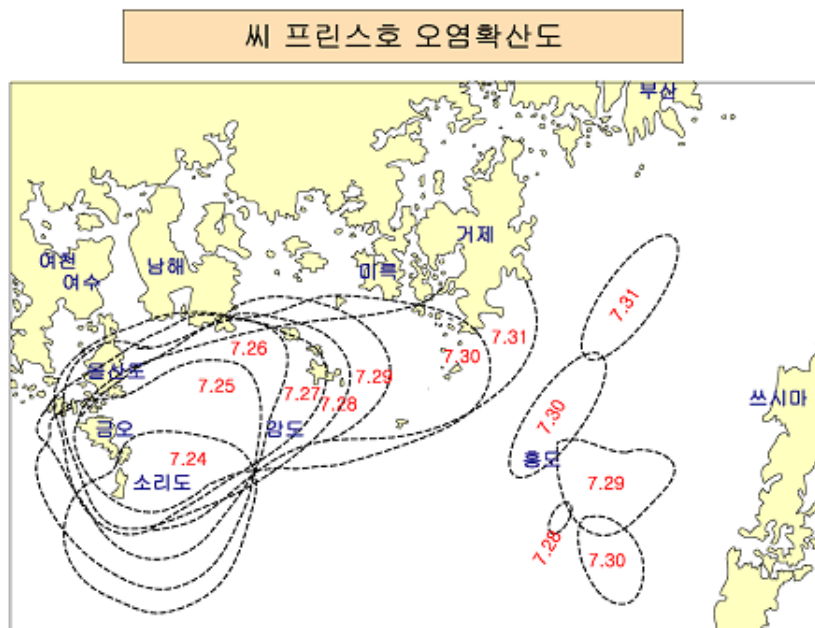 씨 프린스호 오염확산도
부산
거제
여천
여수
남해
미륵
7.31
7.31
7.26
7.30
7.29
돌산도
7.25
7.27
7.28
7.30
쓰시마
금오
7.24
소리도
홍도
7.29
7.28
7.30